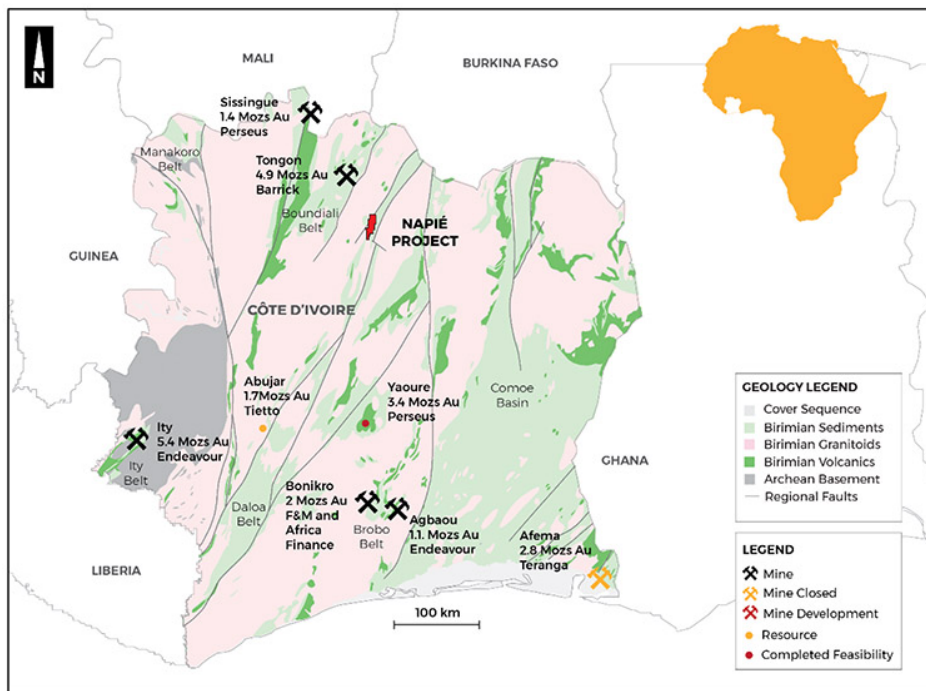 N
MALI
BURKINA FASO
Sissingue
1.4 Mozs Au
Perseus
Manakoro
Belt
Tongon
4.9 Mozs Au
Barrick
Boundiali
Belt
NAPIÉ
PROJECT
GUINEA
CÔTE D'IVOIRE
Abujar
1.7Mozs Au
Tietto
Yaoure
3.4 Mozs Au
Perseus
Comoe
Basin
Ity
5.4 Mozs Au
Endeavour
Ity
Belt
GHANA
Daloa
Belt
Bonikro
2 Mozs Au
F&M and
Africa
Finance
Brobo
Belt
Agbaou
1.1. Mozs Au
Endeavour
Afema
2.8 Mozs Au
Teranga
LIBERIA
100 km
GEOLOGY LEGEND
Cover Sequence
Birimian Sediments
Birimian Granitoids
Birimian Volcanics
Archean Basement
Regional Faults
LEGEND
Mine
Mine Closed
Mine Development
Resource
Completed Feasibility